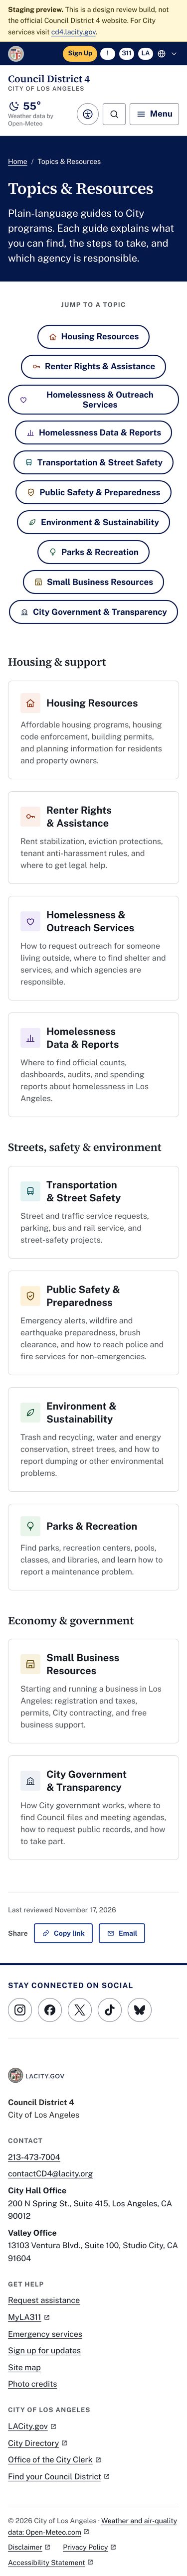 Staging preview. This is a design review build, not
the official Council District 4 website. For City
services visit cd4.lacity.gov.
Sign Up
!
311
LA
Council District 4
CITY OF LOS ANGELES
55°
Weather data by
Open-Meteo
Menu
Home / Topics & Resources
Topics & Resources
Plain-language guides to City
programs. Each guide explains what
you can find, the steps to take, and
which agency is responsible.
JUMP TO A TOPIC
Housing Resources
Renter Rights & Assistance
Homelessness & Outreach
Services
Homelessness Data & Reports
Transportation & Street Safety
Public Safety & Preparedness
Environment & Sustainability
Parks & Recreation
Small Business Resources
City Government & Transparency
Housing & support
Housing Resources
Affordable housing programs, housing
code enforcement, building permits,
and planning information for residents
and property owners.
Renter Rights
& Assistance
Rent stabilization, eviction protections,
tenant anti-harassment rules, and
where to get legal help.
Homelessness &
Outreach Services
How to request outreach for someone
living outside, where to find shelter and
services, and which agencies are
responsible.
Homelessness
Data & Reports
Where to find official counts,
dashboards, audits, and spending
reports about homelessness in Los
Angeles.
Streets, safety & environment
Transportation
& Street Safety
Street and traffic service requests,
parking, bus and rail service, and
street-safety projects.
Public Safety &
Preparedness
Emergency alerts, wildfire and
earthquake preparedness, brush
clearance, and how to reach police and
fire services for non-emergencies.
Environment &
Sustainability
Trash and recycling, water and energy
conservation, street trees, and how to
report dumping or other environmental
problems.
Parks & Recreation
Find parks, recreation centers, pools,
classes, and libraries, and learn how to
report a maintenance problem.
Economy & government
Small Business
Resources
Starting and running a business in Los
Angeles: registration and taxes,
permits, City contracting, and free
business support.
City Government
& Transparency
How City government works, where to
find Council files and meeting agendas,
how to request public records, and how
to take part.
Last reviewed November 17, 2026
Share
Copy link
Email
STAY CONNECTED ON SOCIAL
LACITY.GOV
Council District 4
City of Los Angeles
CONTACT
213-473-7004
contactCD4@lacity.org
City Hall Office
200 N Spring St., Suite 415, Los Angeles, CA
90012
Valley Office
13103 Ventura Blvd., Suite 100, Studio City, CA
91604
GET HELP
Request assistance
MyLA311
Emergency services
Sign up for updates
Site map
Photo credits
CITY OF LOS ANGELES
LACity.gov
City Directory
Office of the City Clerk
Find your Council District
© 2026 City of Los Angeles · Weather and air-quality
data: Open-Meteo.com
Disclaimer Privacy Policy
Accessibility Statement